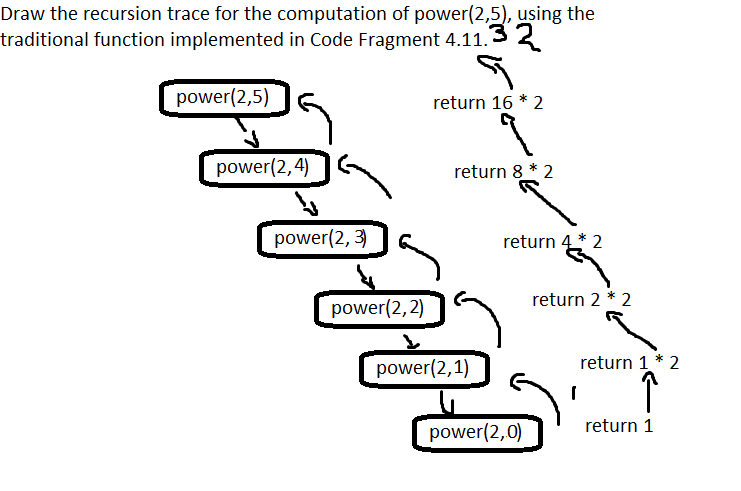 Draw the recursion trace for the computation of power(2,5), using the
traditional function implemented in Code Fragment 4.11.
32
power(2,5)
return 16 * 2
power(2,4)
return 8 * 2
power(2,3)
return 4 * 2
power(2,2)
return 2 * 2
power(2,1)
return 1 * 2
power(2,0)
return 1